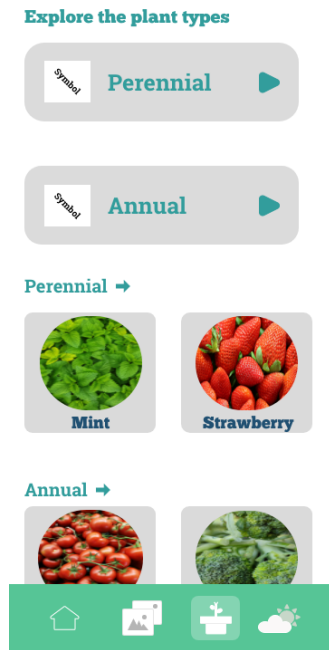 Explore the plant types
Symbol
Perennial
Symbol
Annual
Perennial
Mint
Strawberry
Annual